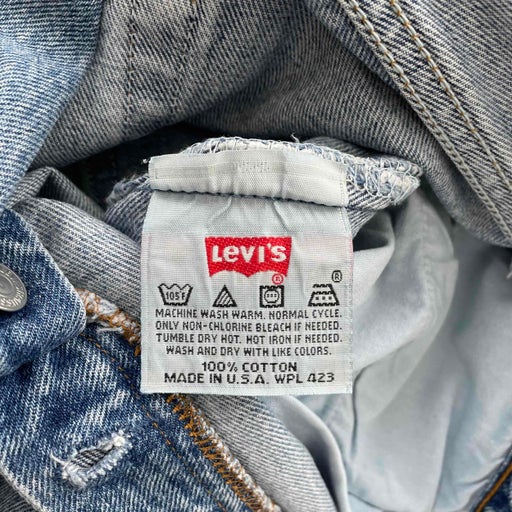 Levi's
®
105F
®
MACHINE WASH WARM. NORMAL CYCLE.
ONLY NON-CHLORINE BLEACH IF NEEDED.
TUMBLE DRY HOT. HOT IRON IF NEEDED.
WASH AND DRY WITH LIKE COLORS.
100% COTTON
MADE IN U.S.A. WPL 423